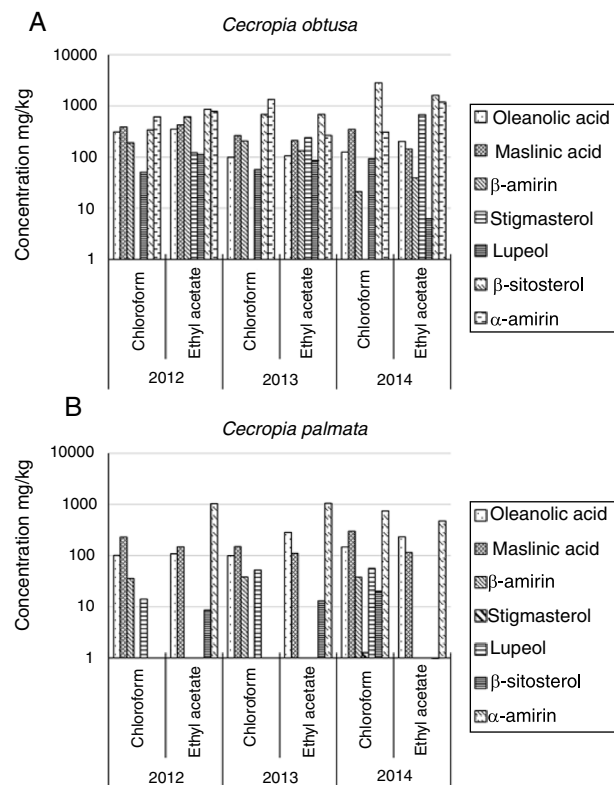 A
Cecropia obtusa
Concentration mg/kg
10000
1000
100
10
1
Chloroform
Ethyl acetate
Chloroform
Ethyl acetate
Chloroform
Ethyl acetate
2012
2013
2014
Oleanolic acid
Maslinic acid
β-amirin
Stigmasterol
Lupeol
β-sitosterol
α-amirin
B
Cecropia palmata
Concentration mg/kg
10000
1000
100
10
1
Chloroform
Ethyl acetate
Chloroform
Ethyl acetate
Chloroform
Ethyl acetate
2012
2013
2014
Oleanolic acid
Maslinic acid
β-amirin
Stigmasterol
Lupeol
β-sitosterol
α-amirin